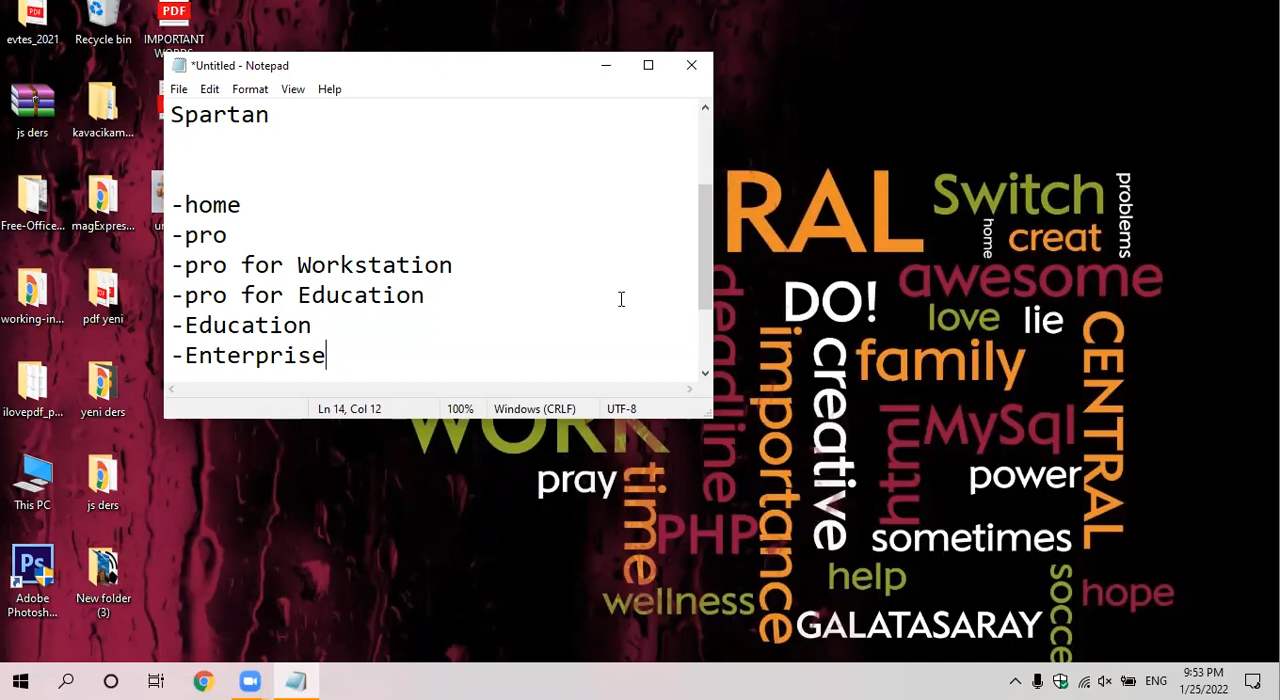 evtes_2021
Recycle bin
IMPORTANT
*Untitled - Notepad
File Edit Format View Help
Spartan
-home
-pro
-pro for Workstation
-pro for Education
-Education
-Enterprise
Ln 14, Col 12
100%
Windows (CRLF)
UTF-8
js ders
kavacikam...
Free-Office...
magExpres...
working-in...
pdf yeni
ilovepdf_p...
yeni ders
This PC
js ders
Adobe
Photosh...
New folder
(3)
PDF
RAL
Switch
problems
home
creat
awesome
DO!
love
lie
deadline
importance
creative
family
CENTRAL
html
MySql
WORK
pray
time
power
PHP
sometimes
help
wellness
GALATASARAY
socce
hope
ENG
9:53 PM
1/25/2022